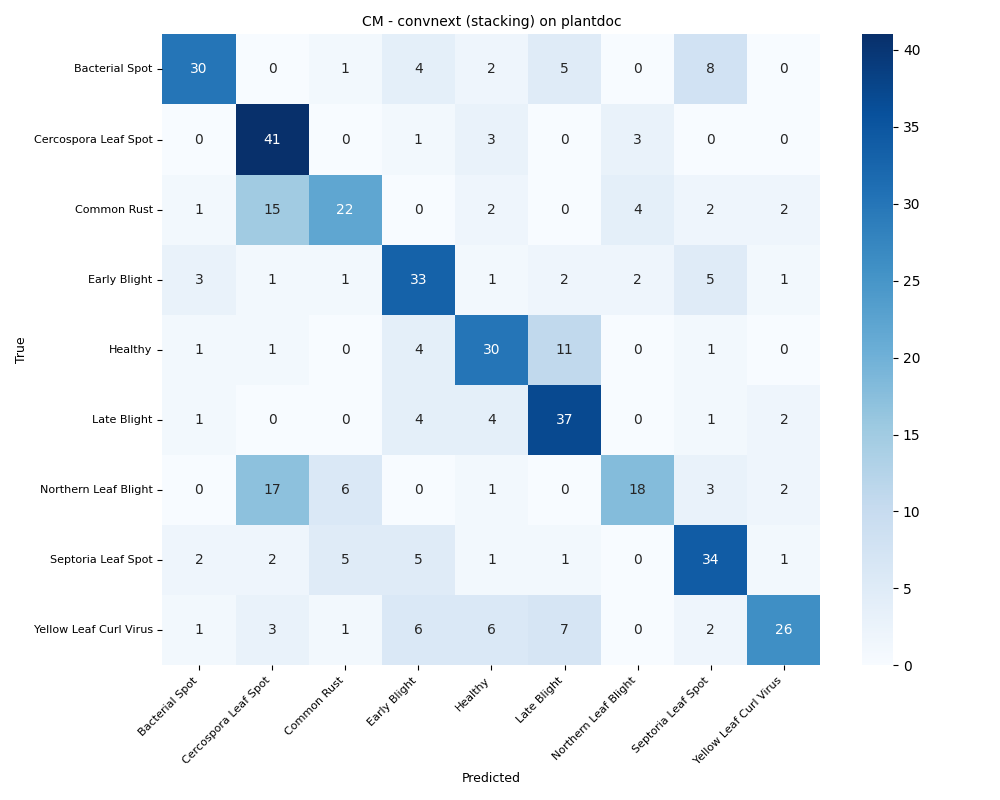 CM - convnext (stacking) on plantdoc
True
Bacterial Spot 30 0 1 4 2 5 0 8 0
Cercospora Leaf Spot 0 41 0 1 3 0 3 0 0
Common Rust 1 15 22 0 2 0 4 2 2
Early Blight 3 1 1 33 1 2 2 5 1
Healthy 1 1 0 4 30 11 0 1 0
Late Blight 1 0 0 4 4 37 0 1 2
Northern Leaf Blight 0 17 6 0 1 0 18 3 2
Septoria Leaf Spot 2 2 5 5 1 1 0 34 1
Yellow Leaf Curl Virus 1 3 1 6 6 7 0 2 26
Bacterial Spot
Cercospora Leaf Spot
Common Rust
Early Blight
Healthy
Late Blight
Northern Leaf Blight
Septoria Leaf Spot
Yellow Leaf Curl Virus
Predicted
40
35
30
25
20
15
10
5
0